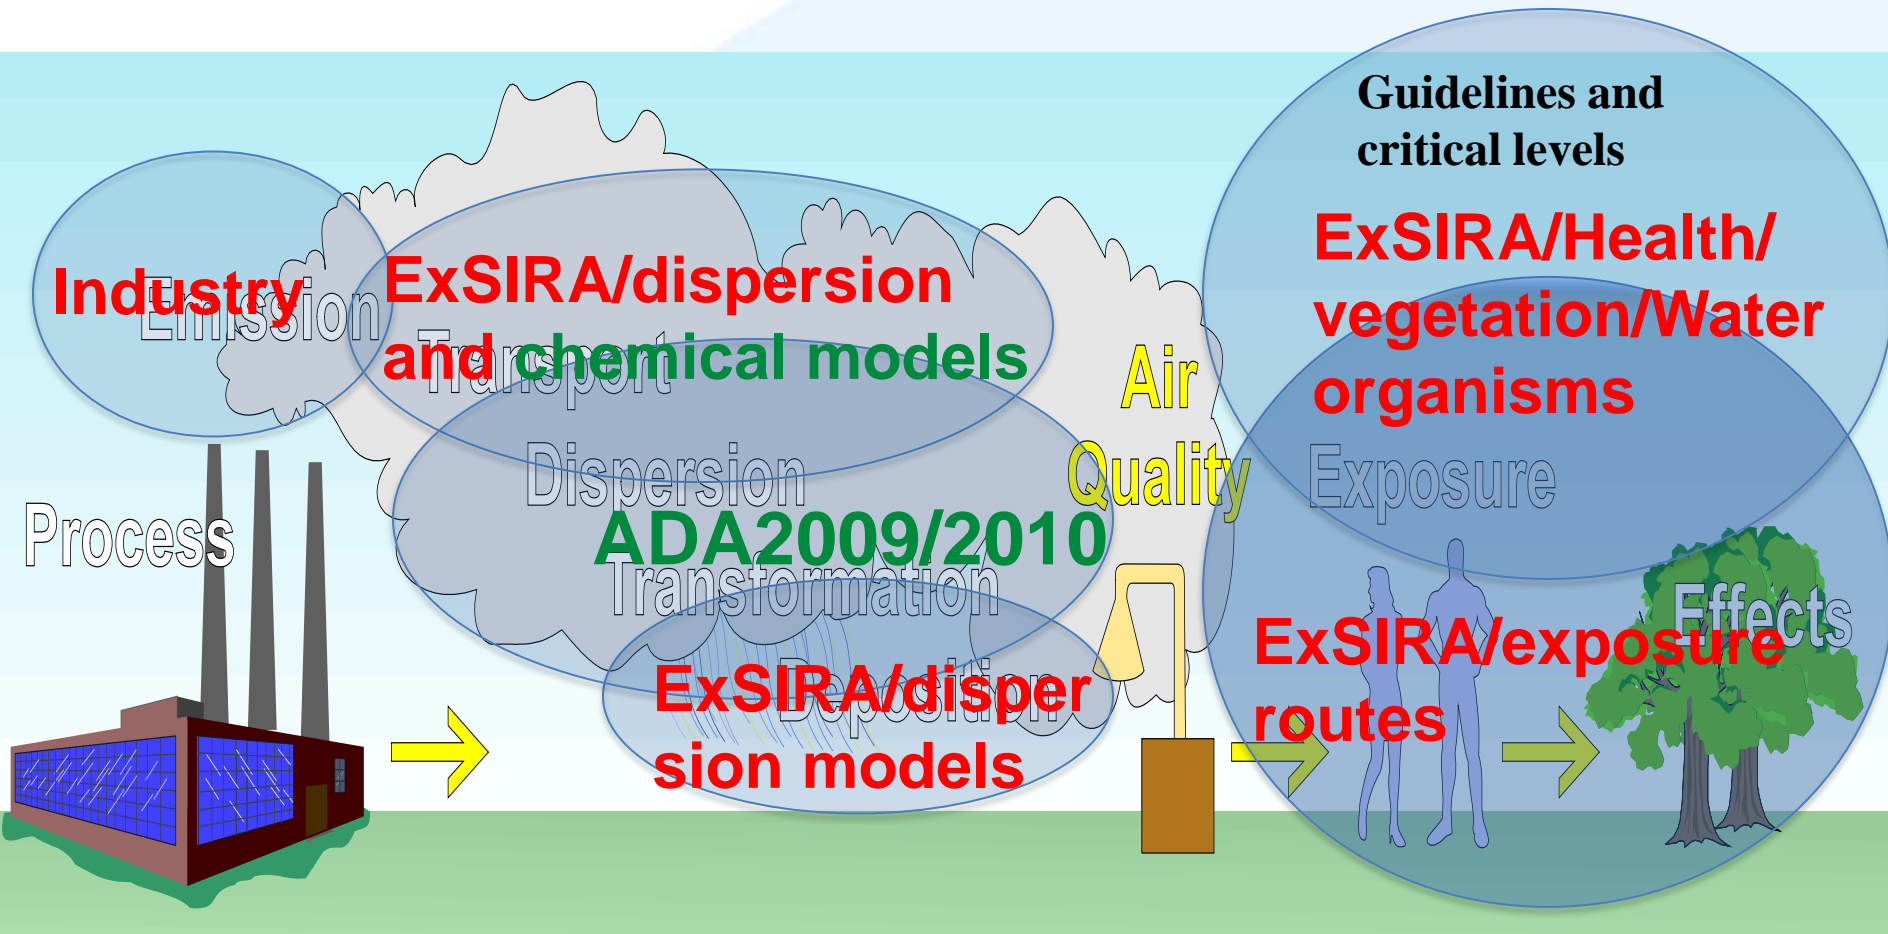 Guidelines and
critical levels
Industry
Emission
ExSIRA/dispersion
and chemical models
Transport
Air
Quality
ExSIRA/Health/
vegetation/Water
organisms
Process
Dispersion
ADA2009/2010
Transformation
Exposure
Effects
ExSIRA/disper
sion models
Deposition
ExSIRA/exposure
routes